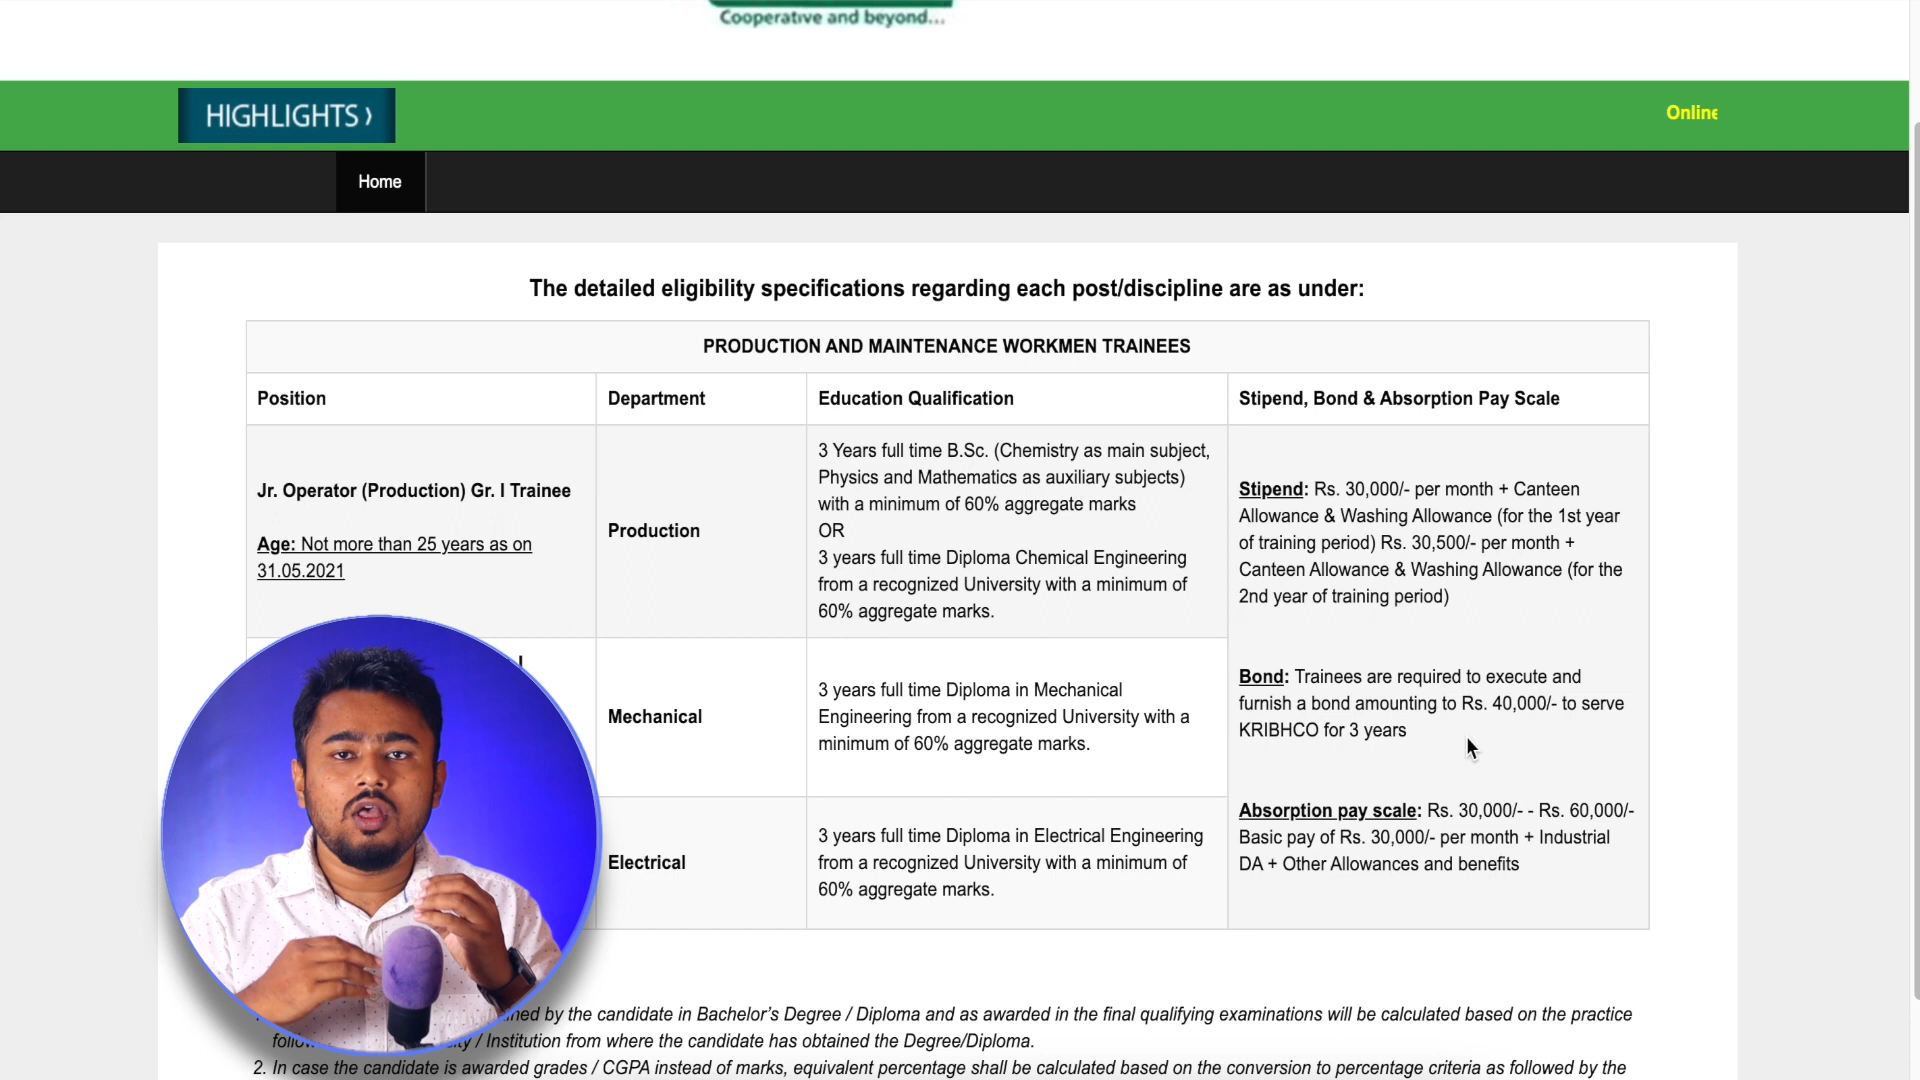 Cooperative and beyond...
HIGHLIGHTS ›
Online
Home
The detailed eligibility specifications regarding each post/discipline are as under:
PRODUCTION AND MAINTENANCE WORKMEN TRAINEES
Position
Department
Education Qualification
Stipend, Bond & Absorption Pay Scale
Jr. Operator (Production) Gr. I Trainee
Age: Not more than 25 years as on
31.05.2021
Production
3 Years full time B.Sc. (Chemistry as main subject,
Physics and Mathematics as auxiliary subjects)
with a minimum of 60% aggregate marks
OR
3 years full time Diploma Chemical Engineering
from a recognized University with a minimum of
60% aggregate marks.
Stipend: Rs. 30,000/- per month + Canteen
Allowance & Washing Allowance (for the 1st year
of training period) Rs. 30,500/- per month +
Canteen Allowance & Washing Allowance (for the
2nd year of training period)
Bond: Trainees are required to execute and
furnish a bond amounting to Rs. 40,000/- to serve
KRIBHCO for 3 years
Absorption pay scale: Rs. 30,000/- - Rs. 60,000/-
Basic pay of Rs. 30,000/- per month + Industrial
DA + Other Allowances and benefits
Mechanical
3 years full time Diploma in Mechanical
Engineering from a recognized University with a
minimum of 60% aggregate marks.
Electrical
3 years full time Diploma in Electrical Engineering
from a recognized University with a minimum of
60% aggregate marks.
by the candidate in Bachelor’s Degree / Diploma and as awarded in the final qualifying examinations will be calculated based on the practice
/ Institution from where the candidate has obtained the Degree/Diploma.
2. In case the candidate is awarded grades / CGPA instead of marks, equivalent percentage shall be calculated based on the conversion to percentage criteria as followed by the